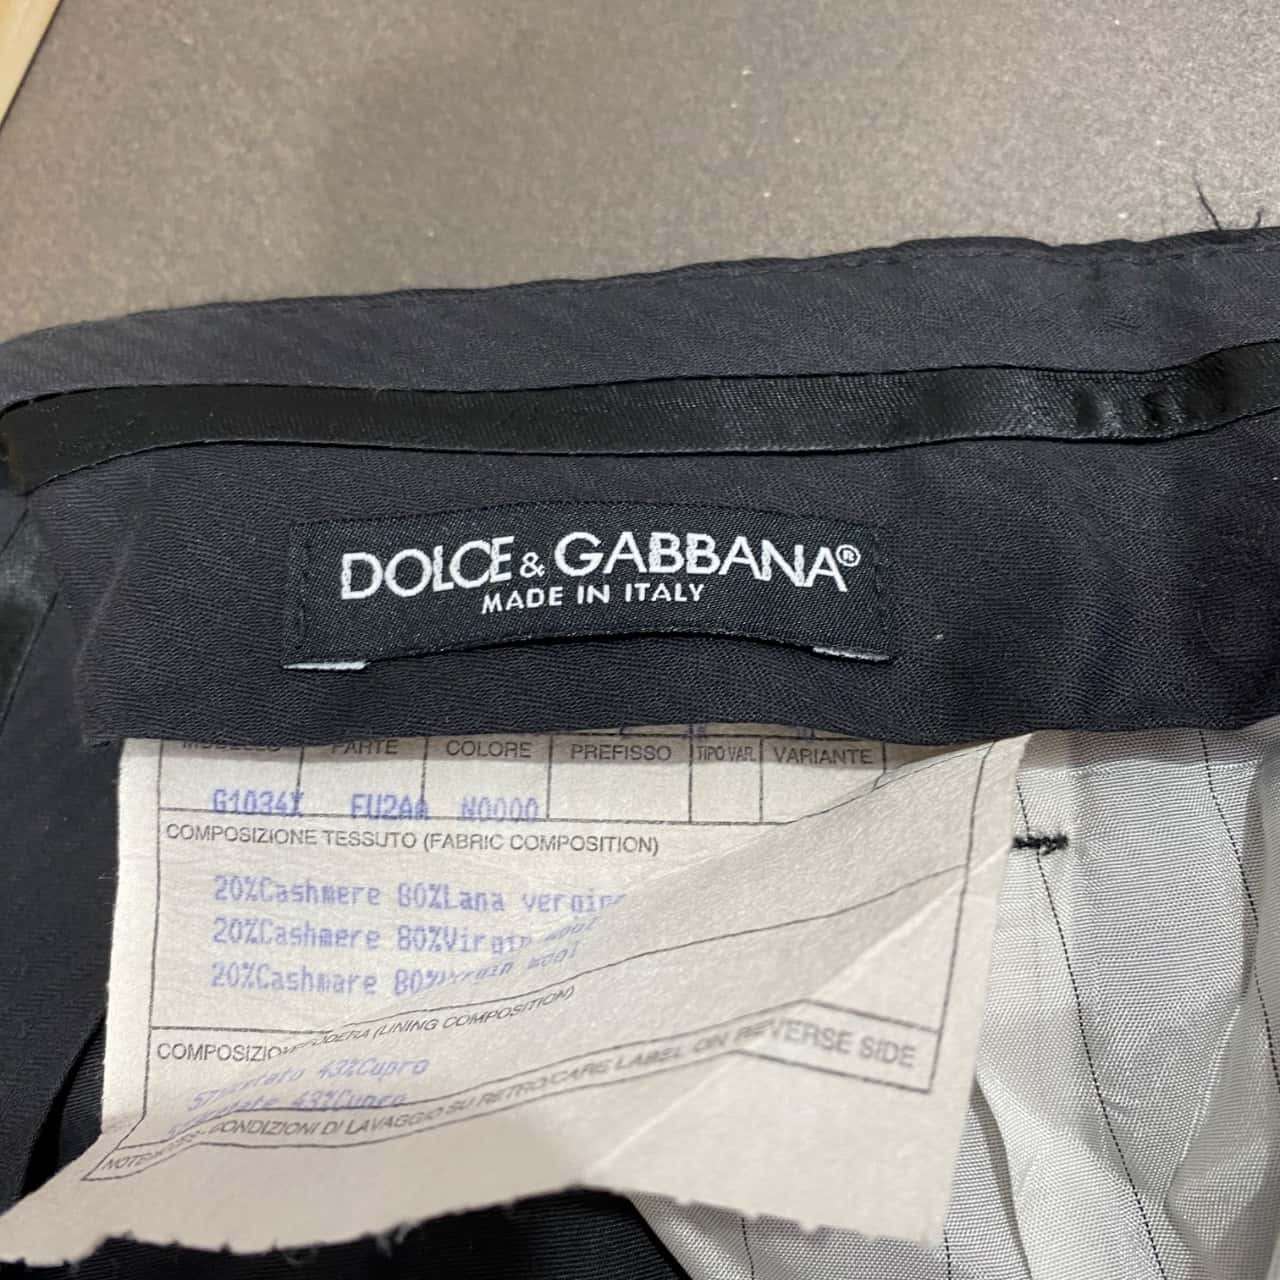 DOLCE & GABBANA®
MADE IN ITALY
MODELLO PARTE COLORE PREFISSO TIPO VAR. VARIANTE
G1034X FU2AA N0000
COMPOSIZIONE TESSUTO (FABRIC COMPOSITION)
20%Cashmere 80%Lana
20%Cashmere 80%Virgin wool
20%Cashmare 80%Virgin wool
(LINING COMPOSITION)
43%Cupro
43%Cupro
CONDIZIONI DI LAVAGGIO SU RETRO/CARE LABEL ON REVERSE SIDE